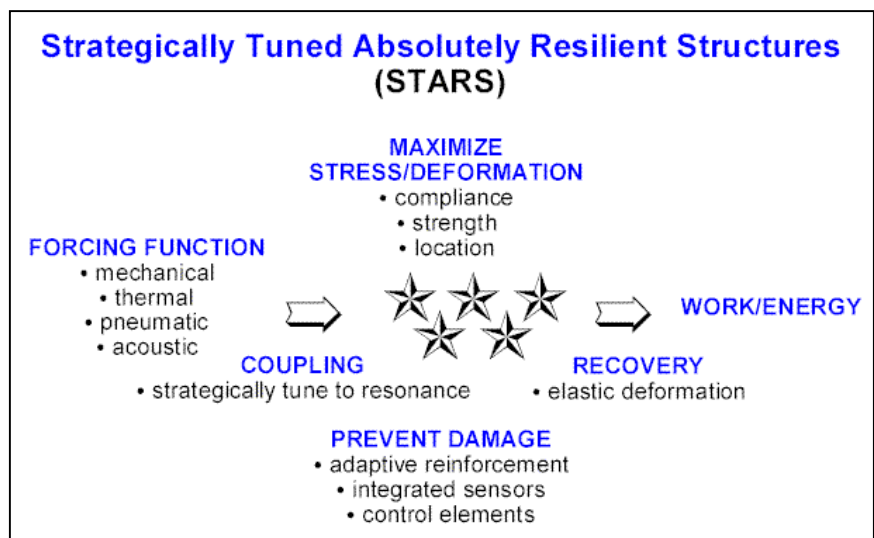 Strategically Tuned Absolutely Resilient Structures
(STARS)
MAXIMIZE
STRESS/DEFORMATION
• compliance
• strength
• location
FORCING FUNCTION
• mechanical
• thermal
• pneumatic
• acoustic
COUPLING
• strategically tune to resonance
WORK/ENERGY
RECOVERY
• elastic deformation
PREVENT DAMAGE
• adaptive reinforcement
• integrated sensors
• control elements